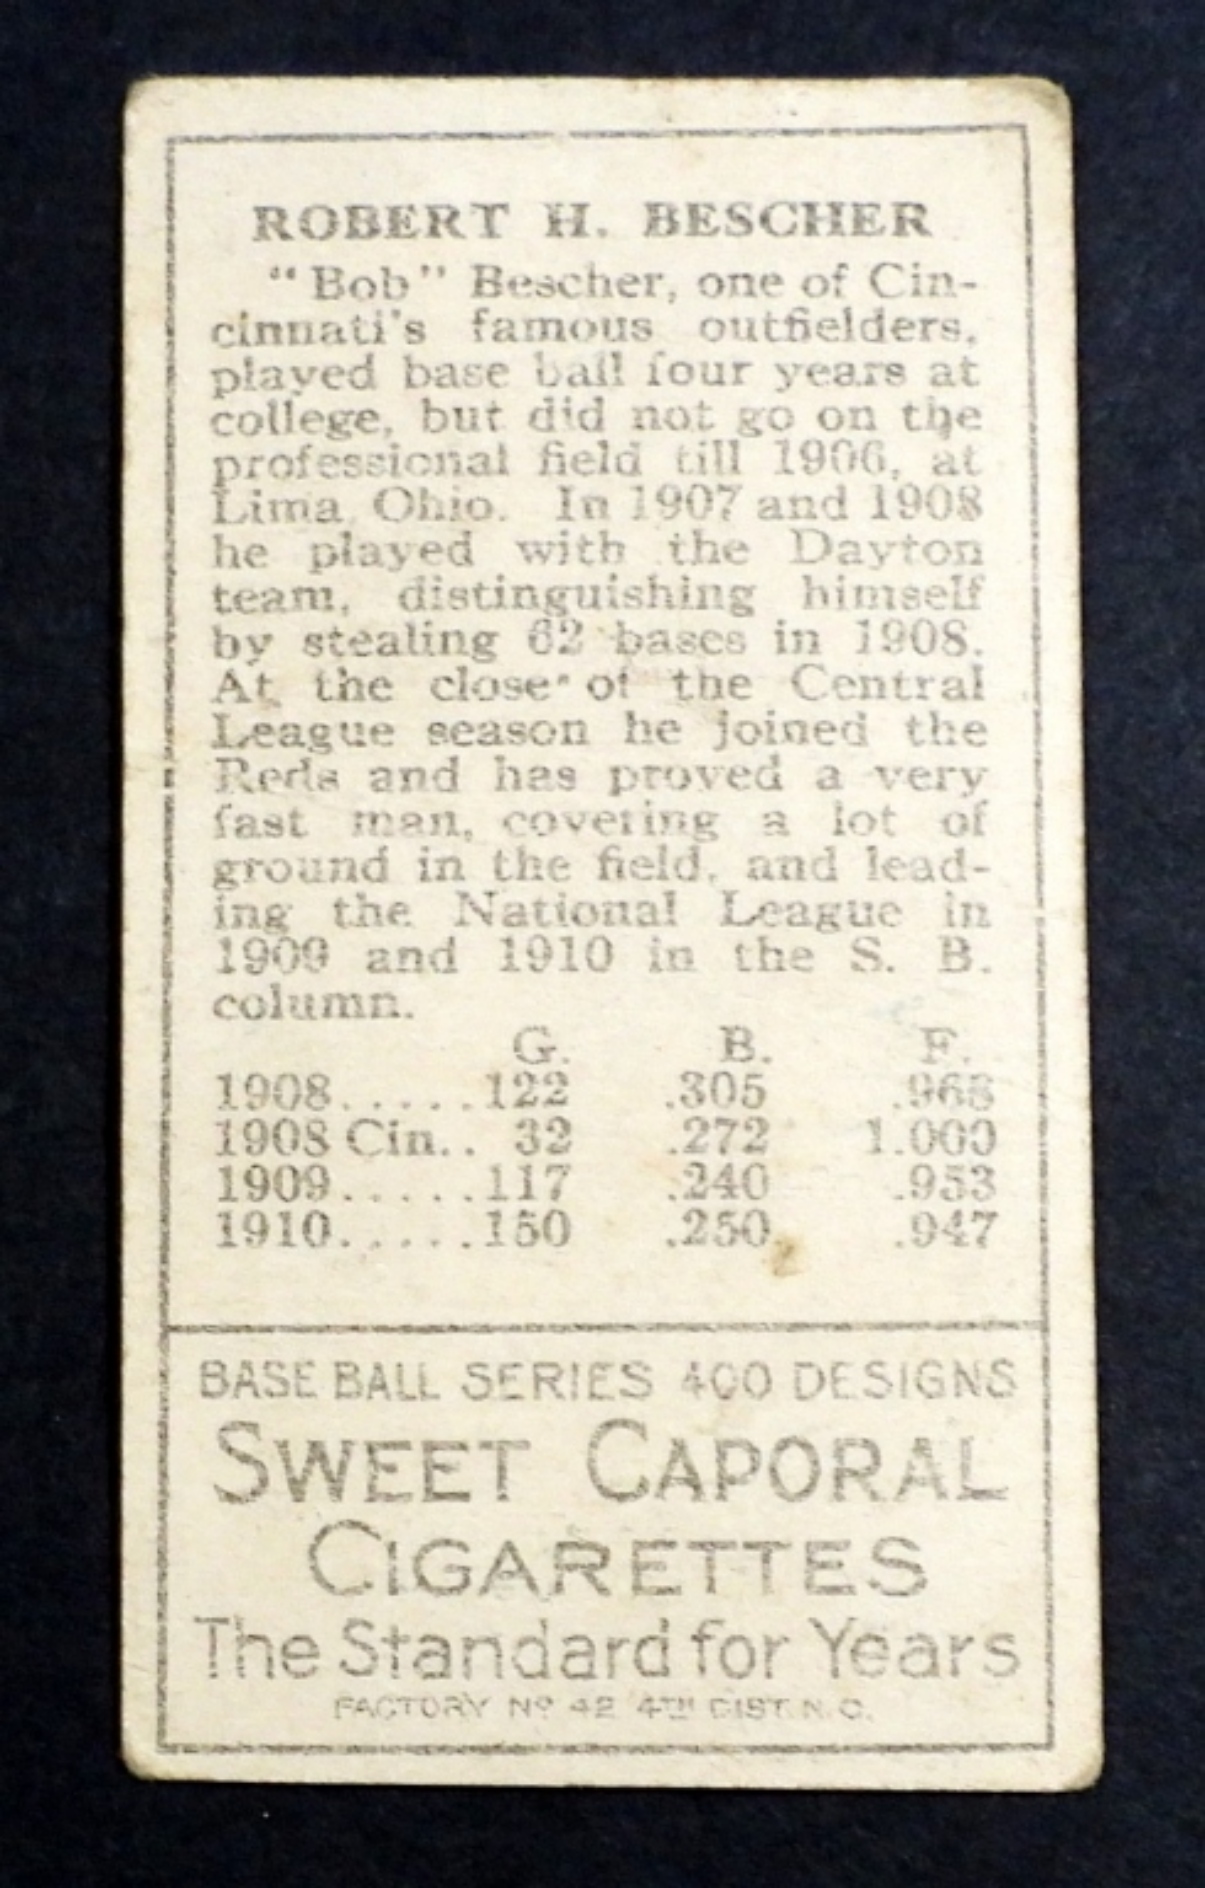 ROBERT H. BESCHER
"Bob" Bescher, one of Cin-
cinnati's famous outfielders,
played base ball four years at
college, but did not go on the
professional field till 1906, at
Lima, Ohio. In 1907 and 1908
he played with the Dayton
team, distinguishing himself
by stealing 62 bases in 1908.
At the close of the Central
League season he joined the
Reds and has proved a very
fast man, covering a lot of
ground in the field, and lead-
ing the National League in
1909 and 1910 in the S. B.
column.
G. B. F.
1908.....122 .305 .968
1908 Cin.. 32 .272 1.000
1909.....117 .240 .953
1910.....150 .250 .947
BASE BALL SERIES 400 DESIGNS
SWEET CAPORAL
CIGARETTES
The Standard for Years
FACTORY Nº 42 4TH DIST. N.C.